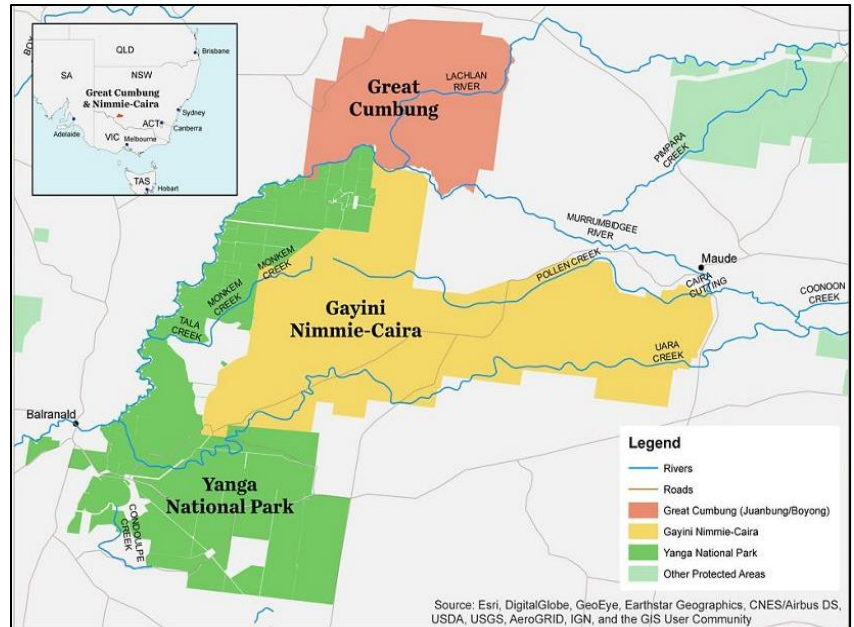 BOX
QLD
Brisbane
SA
NSW
Great Cumbung
& Nimmie-Caira
Sydney
ACT
Canberra
Adelaide
VIC
Melbourne
TAS
Hobart
Great
Cumbung
LACHLAN
RIVER
PIMPARA
CREEK
MURRUMBIDGEE
RIVER
Maude
MONKEM
CREEK
MONKEM
CREEK
TALA
CREEK
POLLEN CREEK
CAIRA
CUTTING
COONOON
CREEK
Gayini
Nimmie-Caira
UARA
CREEK
Balranald
Yanga
National Park
CONDOULPE
CREEK
Legend
Rivers
Roads
Great Cumbung (Juanbung/Boyong)
Gayini Nimmie-Caira
Yanga National Park
Other Protected Areas
Source: Esri, DigitalGlobe, GeoEye, Earthstar Geographics, CNES/Airbus DS,
USDA, USGS, AeroGRID, IGN, and the GIS User Community